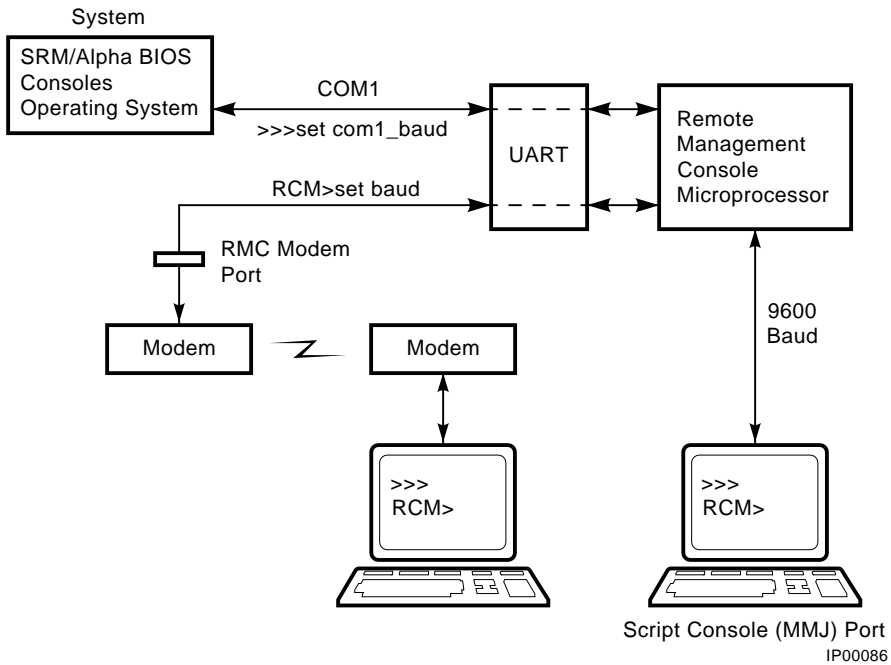 System
SRM/Alpha BIOS
Consoles
Operating System
COM1
>>>set com1_baud
UART
Remote
Management
Console
Microprocessor
RCM>set baud
RMC Modem
Port
9600
Baud
Modem
Modem
>>>
RCM>
>>>
RCM>
Script Console (MMJ) Port
IP00086